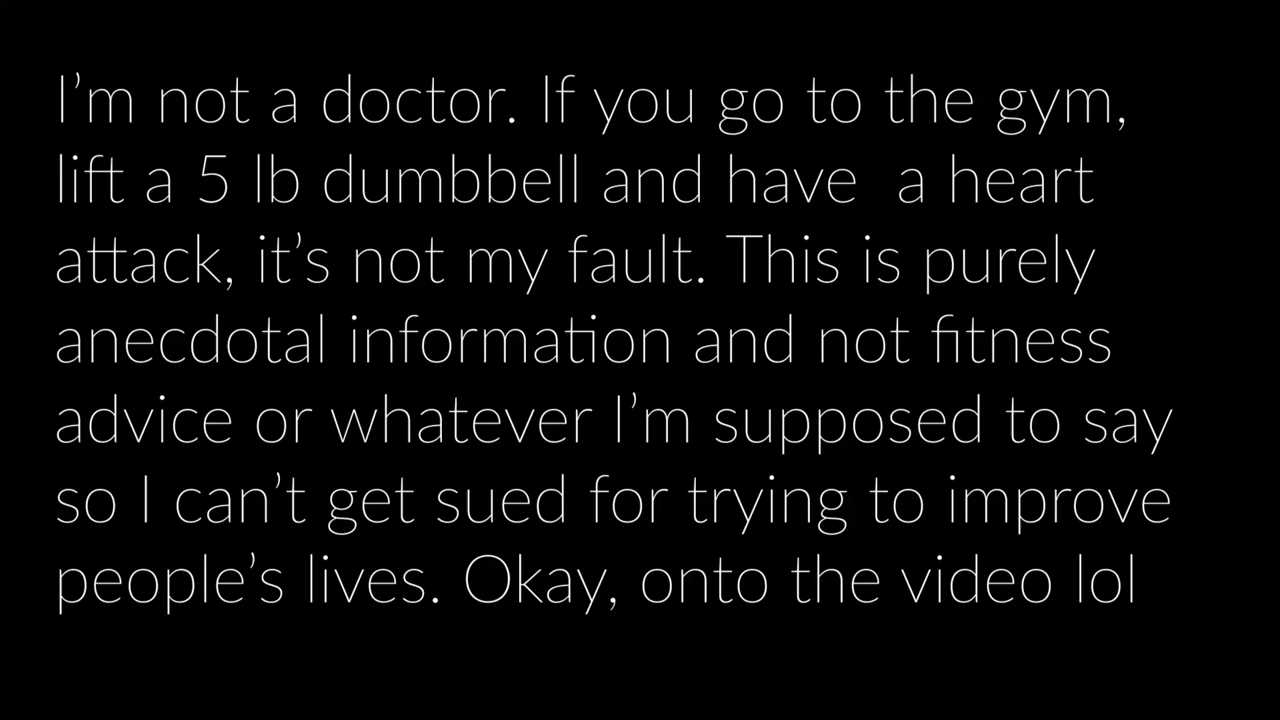 I’m not a doctor. If you go to the gym,
lift a 5 lb dumbbell and have  a heart
attack, it’s not my fault. This is purely
anecdotal information and not fitness
advice or whatever I’m supposed to say
so I can’t get sued for trying to improve
people’s lives. Okay, onto the video lol